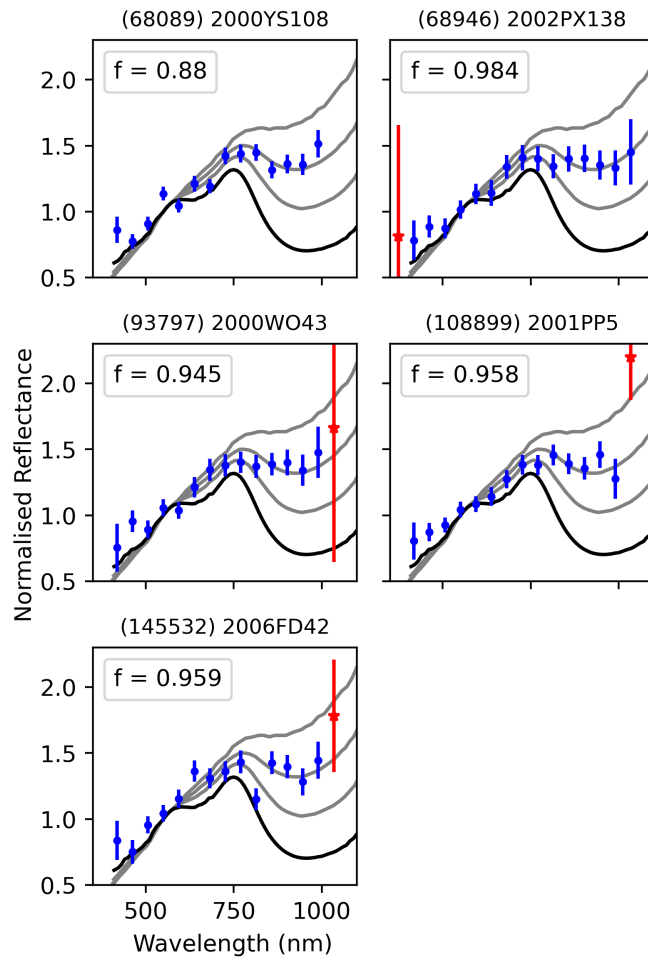 (68089) 2000YS108
(68946) 2002PX138
2.0
1.5
1.0
0.5
f = 0.88
f = 0.984
(93797) 2000WO43
(108899) 2001PP5
2.0
1.5
1.0
0.5
f = 0.945
f = 0.958
Normalised Reflectance
(145532) 2006FD42
2.0
1.5
1.0
0.5
f = 0.959
500 750 1000
Wavelength (nm)